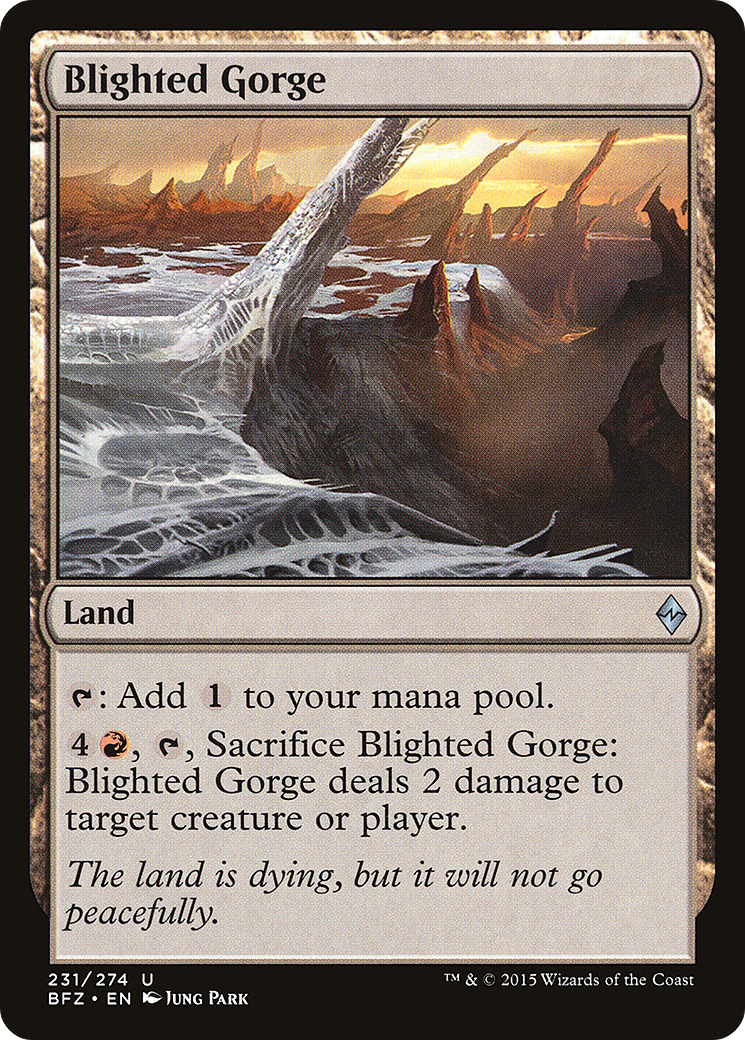 Blighted Gorge
Land
: Add 1 to your mana pool.
4 , , Sacrifice Blighted Gorge:
Blighted Gorge deals 2 damage to
target creature or player.
The land is dying, but it will not go
peacefully.
231/274 U
BFZ • EN Jung Park
™ & © 2015 Wizards of the Coast